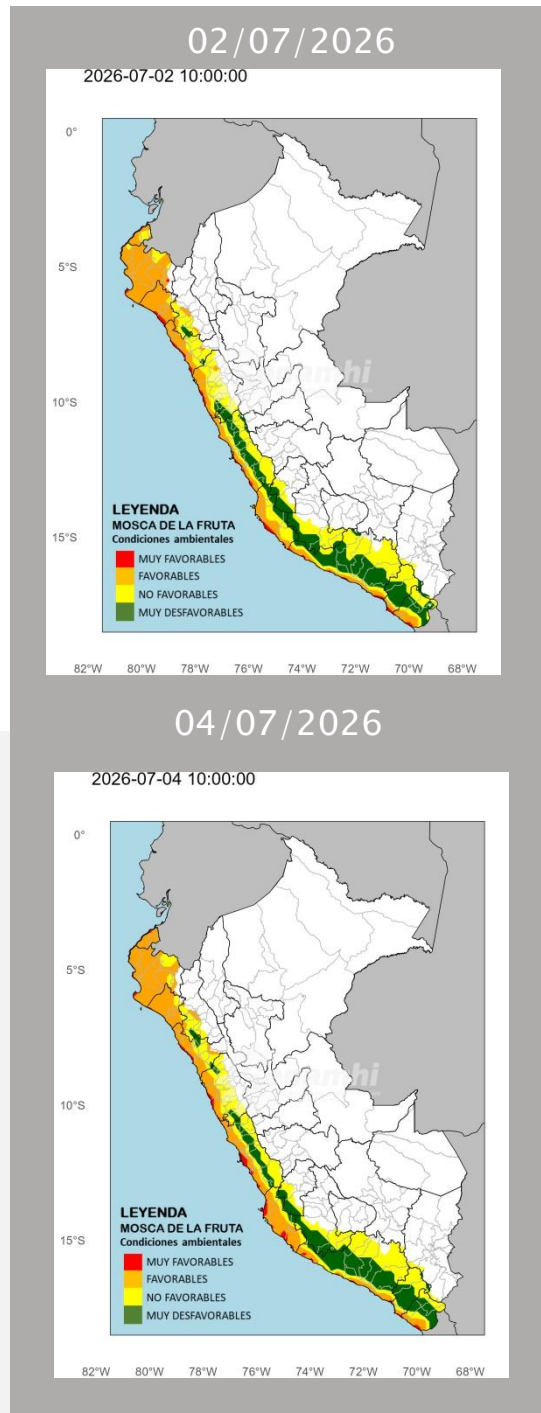 02/07/2026
2026-07-02 10:00:00
0°
5°S
10°S
15°S
LEYENDA
MOSCA DE LA FRUTA
Condiciones ambientales
MUY FAVORABLES
FAVORABLES
NO FAVORABLES
MUY DESFAVORABLES
82°W 80°W 78°W 76°W 74°W 72°W 70°W 68°W
04/07/2026
2026-07-04 10:00:00
0°
5°S
10°S
15°S
LEYENDA
MOSCA DE LA FRUTA
Condiciones ambientales
MUY FAVORABLES
FAVORABLES
NO FAVORABLES
MUY DESFAVORABLES
82°W 80°W 78°W 76°W 74°W 72°W 70°W 68°W